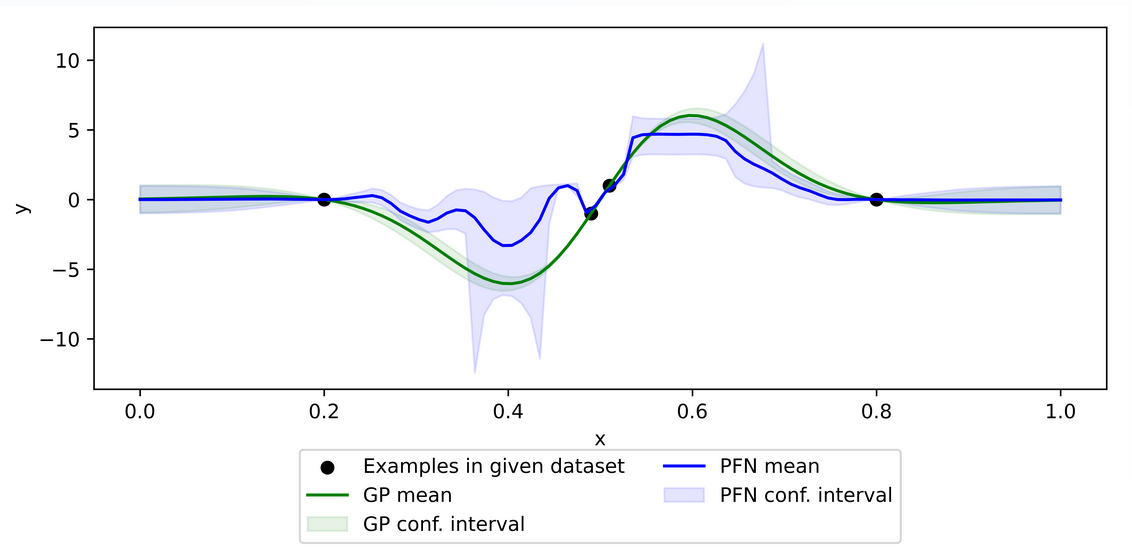 10
5
0
−5
−10
y
0.0 0.2 0.4 0.6 0.8 1.0
x
Examples in given dataset
GP mean
GP conf. interval
PFN mean
PFN conf. interval